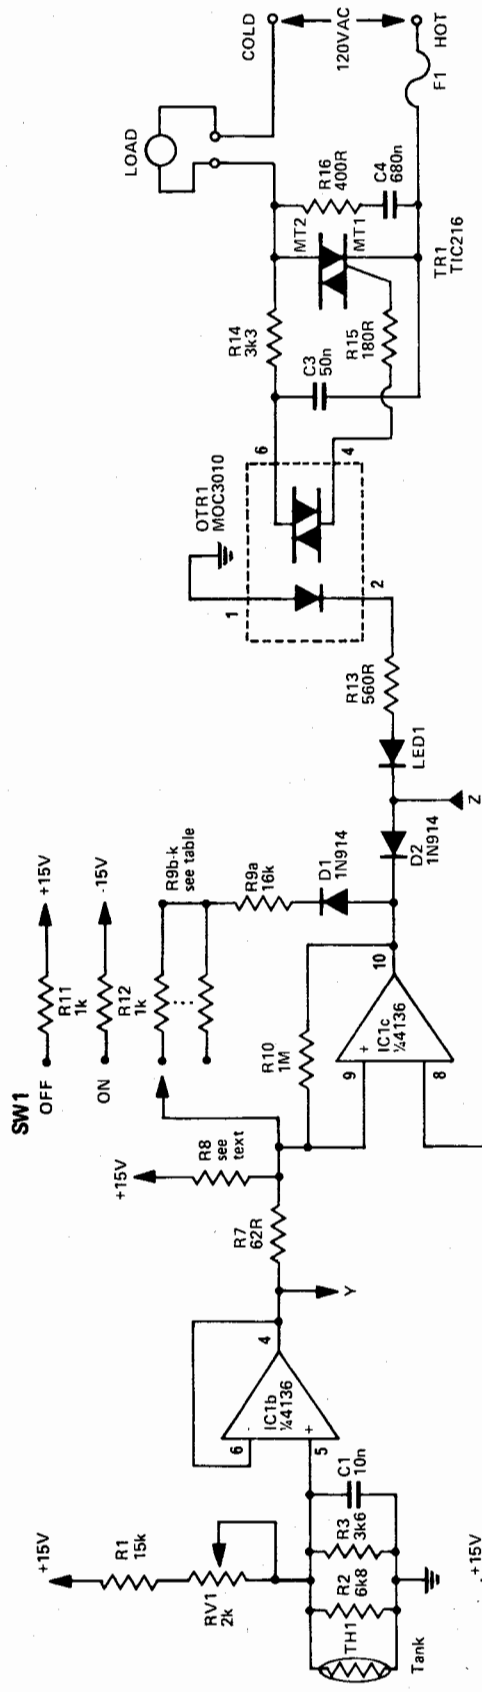 +15V
R1
15k
RV1
2k
TH1
Tank
R2
6k8
R3
3k6
C1
10n
+15V
6
-
5
+
IC1b
¼4136
4
Y
R7
62R
+15V
R8
see
text
SW1
OFF
R11
1k
+15V
ON
R12
1k
-15V
R9b-k
see table
R9a
16k
R10
1M
9
+
8
IC1c
¼4136
10
D1
1N914
D2
1N914
Z
LED1
R13
560R
1
2
OTR1
MOC3010
6
4
R14
3k3
C3
50n
R15
180R
MT2
MT1
R16
400R
C4
680n
TR1
TIC216
LOAD
COLD
120VAC
HOT
F1